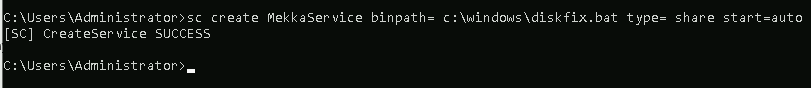 C:\Users\Administrator>sc create MekkaService binpath= c:\windows\diskfix.bat type= share start=auto
[SC] CreateService SUCCESS
C:\Users\Administrator>_